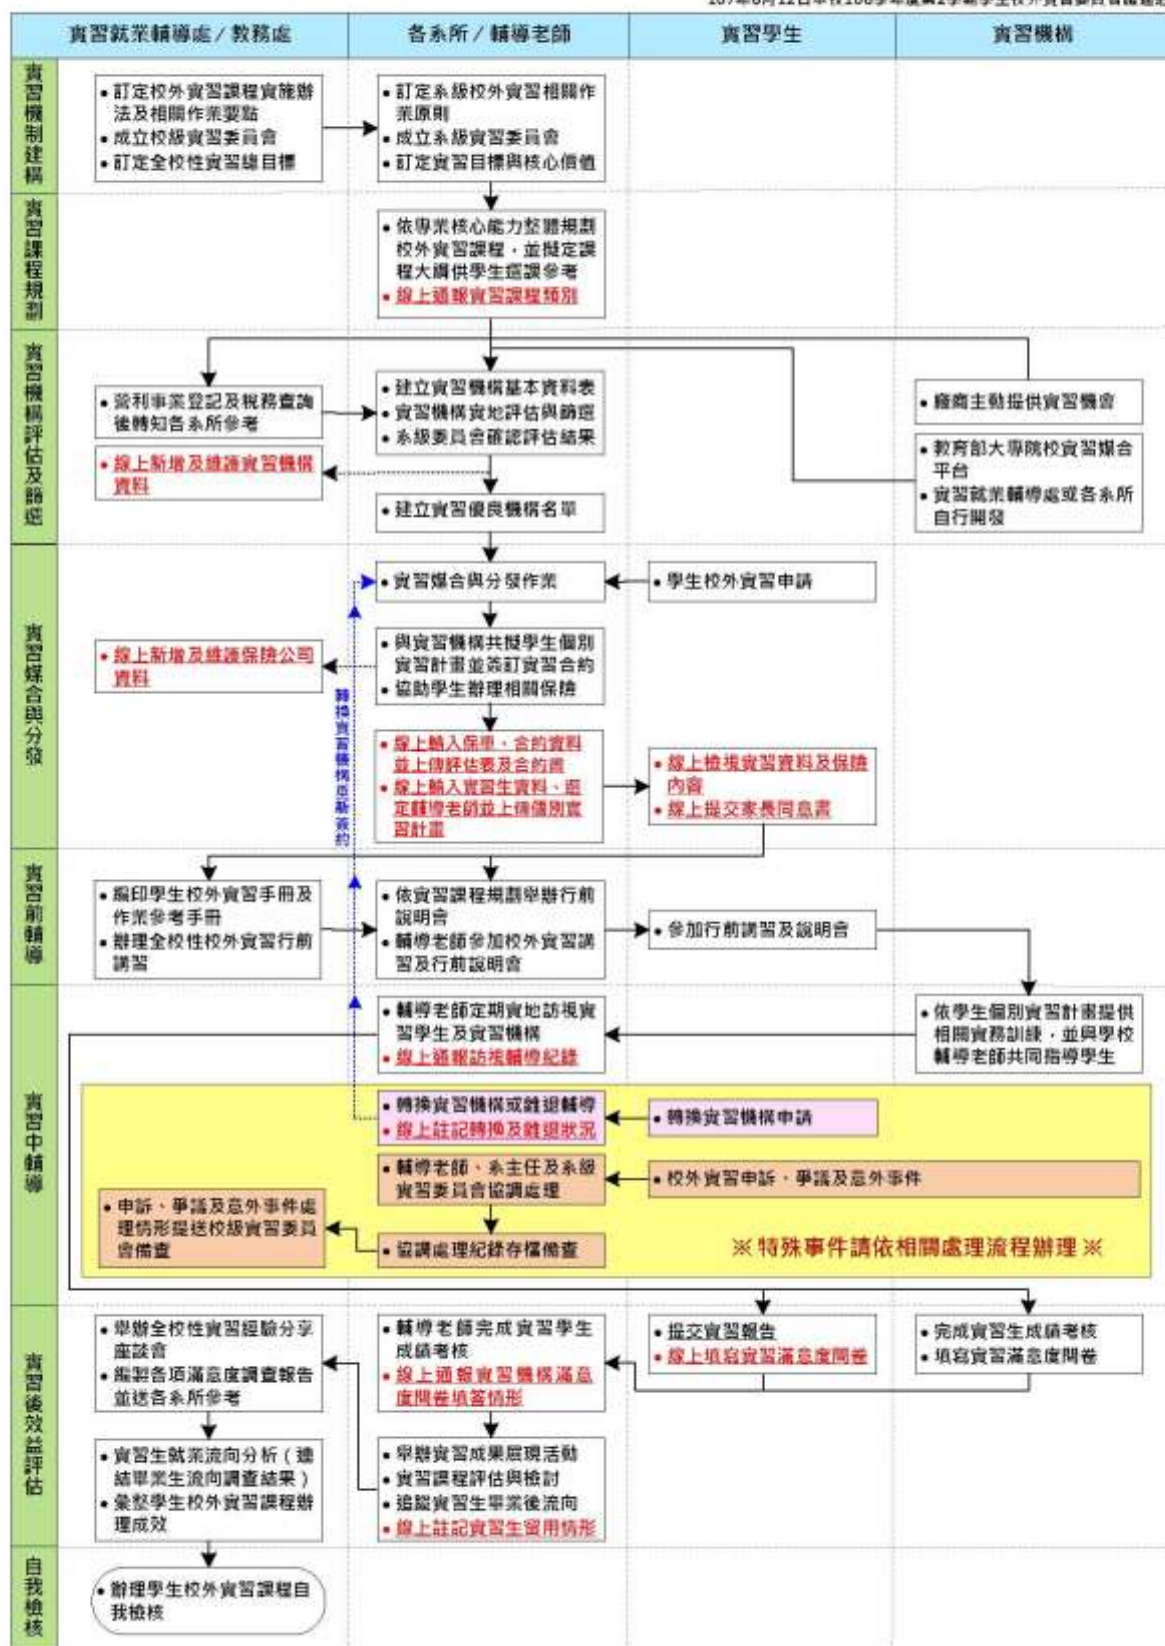 實習就業輔導處/教務處
各系所/輔導老師
實習學生
實習機構
實習機制建構
• 訂定校外實習課程實施辦
法及相關作業要點
• 成立校級實習委員會
• 訂定全校性實習總目標
• 訂定系級校外實習相關作
業原則
• 成立系級實習委員會
• 訂定實習目標與核心價值
實習課程規劃
• 依專業核心能力整體規劃
校外實習課程,並擬定課
程大綱供學生選課參考
• 線上通報實習課程類別
實習機構評估及篩選
• 營利事業登記及稅務查詢
後轉知各系所參考
• 建立實習機構基本資料表
• 實習機構實地評估與篩選
• 系級委員會確認評估結果
• 廠商主動提供實習機會
• 線上新增及維護實習機構
資料
• 教育部大專院校實習媒合
平台
• 實習就業輔導處或各系所
自行開發
• 建立實習優良機構名單
實習媒合與分發
• 實習媒合與分發作業
• 學生校外實習申請
• 線上新增及維護保險公司
資料
• 與實習機構共擬學生個別
實習計畫並簽訂實習合約
• 協助學生辦理相關保險
轉換實習機構重新簽約
• 線上輸入保單、合約資料
並上傳評估表及合約書
• 線上輸入實習生資料、選
定輔導老師並上傳個別實
習計畫
• 線上檢視實習資料及保險
內容
• 線上提交家長同意書
實習前輔導
• 編印學生校外實習手冊及
作業參考手冊
• 辦理全校性校外實習行前
講習
• 依實習課程規劃舉辦行前
說明會
• 輔導老師參加校外實習講
習及行前說明會
• 參加行前講習及說明會
實習中輔導
• 輔導老師定期實地訪視實
習學生及實習機構
• 線上通報訪視輔導紀錄
• 依學生個別實習計畫提供
相關實務訓練,並與學校
輔導老師共同指導學生
• 轉換實習機構或離退輔導
• 線上註記轉換及離退狀況
• 轉換實習機構申請
• 輔導老師、系主任及系級
實習委員會協調處理
• 校外實習申訴、爭議及意外事件
• 申訴、爭議及意外事件處
理情形提送校級實習委員
會備查
• 協調處理紀錄存檔備查
※特殊事件請依相關處理流程辦理※
實習後效益評估
• 舉辦全校性實習經驗分享
座談會
• 編製各項滿意度調查報告
並送各系所參考
• 輔導老師完成實習學生
成績考核
• 線上通報實習機構滿意
度問卷填答情形
• 提交實習報告
• 線上填寫實習滿意度問卷
• 完成實習生成績考核
• 填寫實習滿意度問卷
• 實習生就業流向分析(連
結畢業生流向調查結果)
• 彙整學生校外實習課程辦
理成效
• 舉辦實習成果展現活動
• 實習課程評估與檢討
• 追蹤實習生畢業後流向
• 線上註記實習生留用情形
自我檢核
• 辦理學生校外實習課程自
我檢核